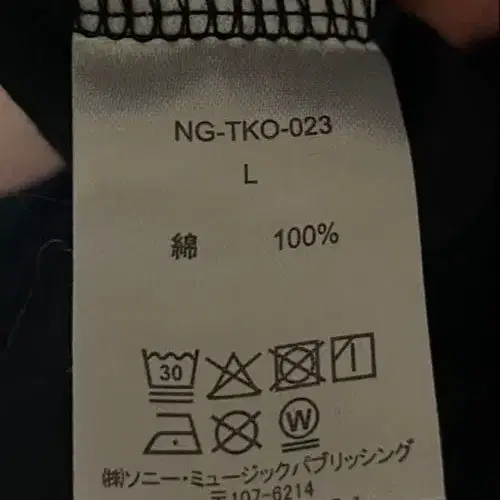 NG-TKO-023
L
綿 100%
30
W
㈱ソニー・ミュージックパブリッシング
〒107-6214